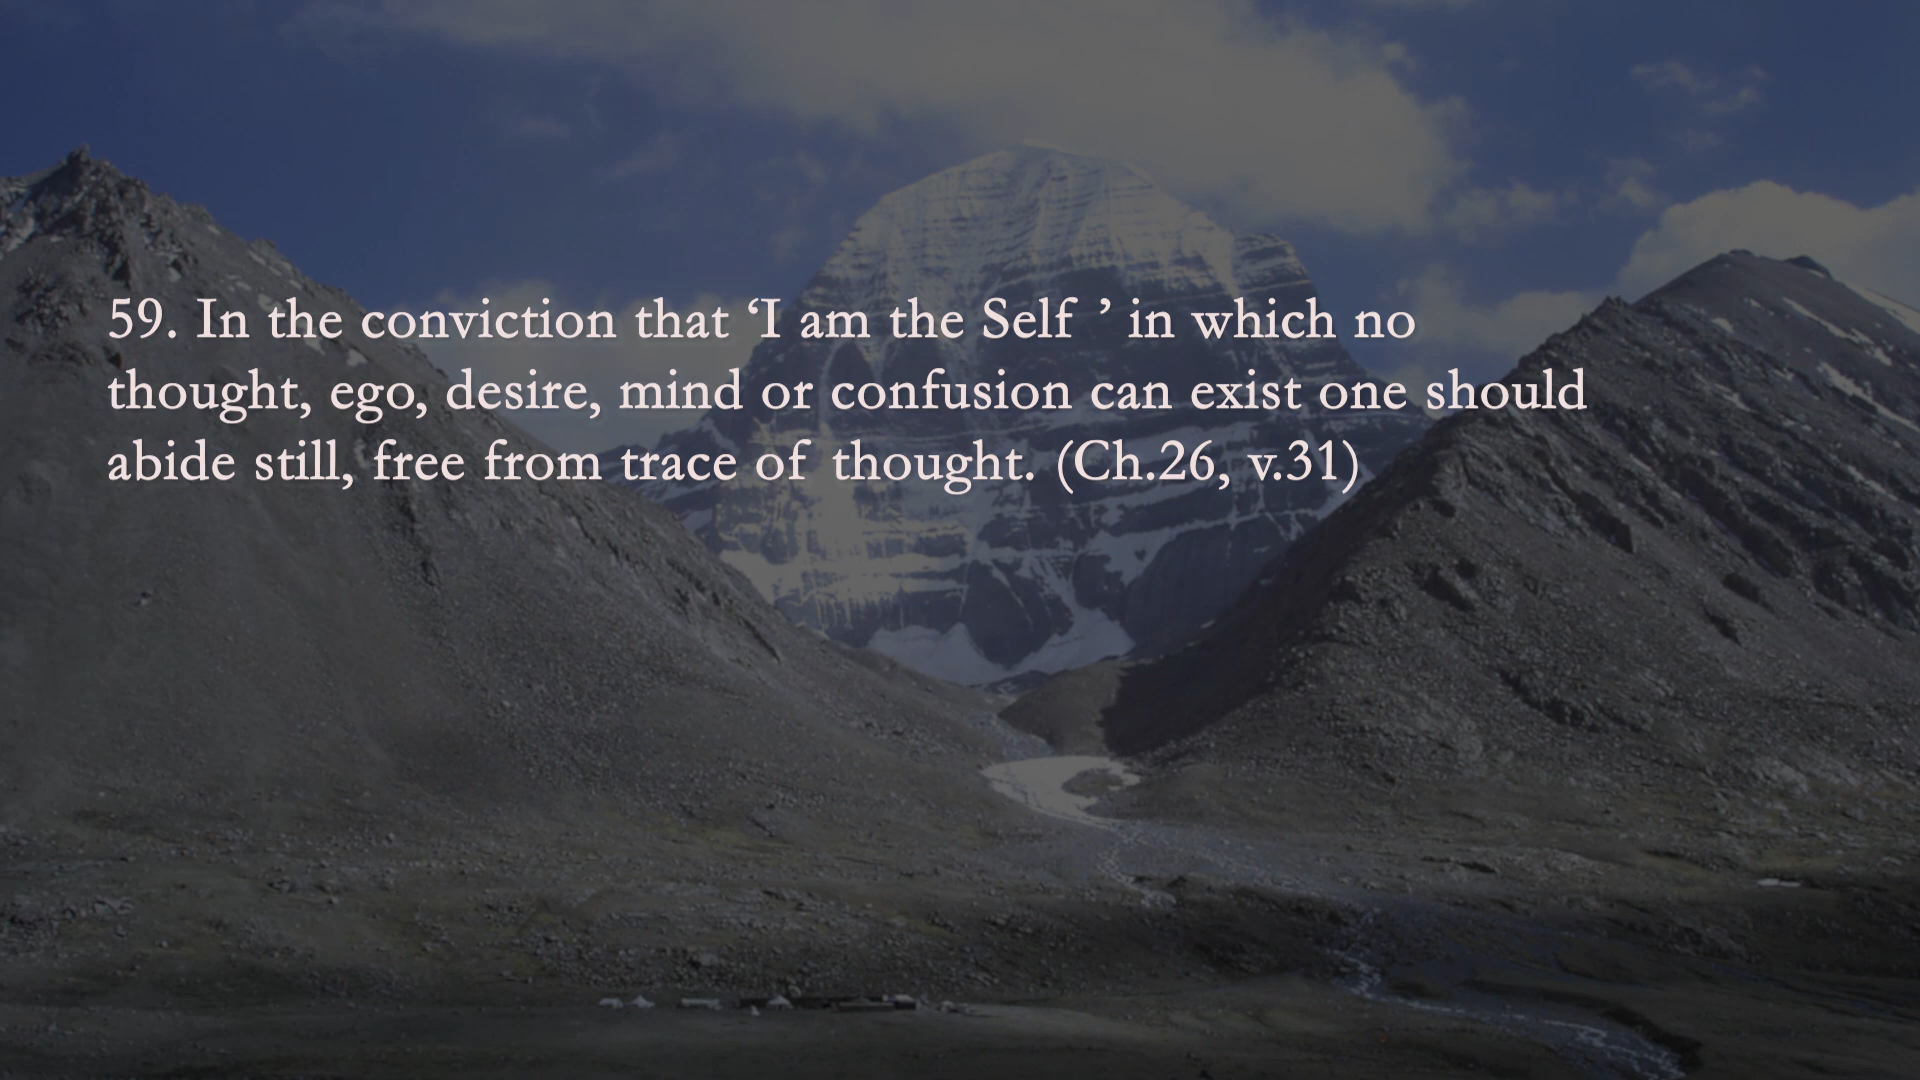 59. In the conviction that ‘I am the Self ’ in which no
thought, ego, desire, mind or confusion can exist one should
abide still, free from trace of thought. (Ch.26, v.31)